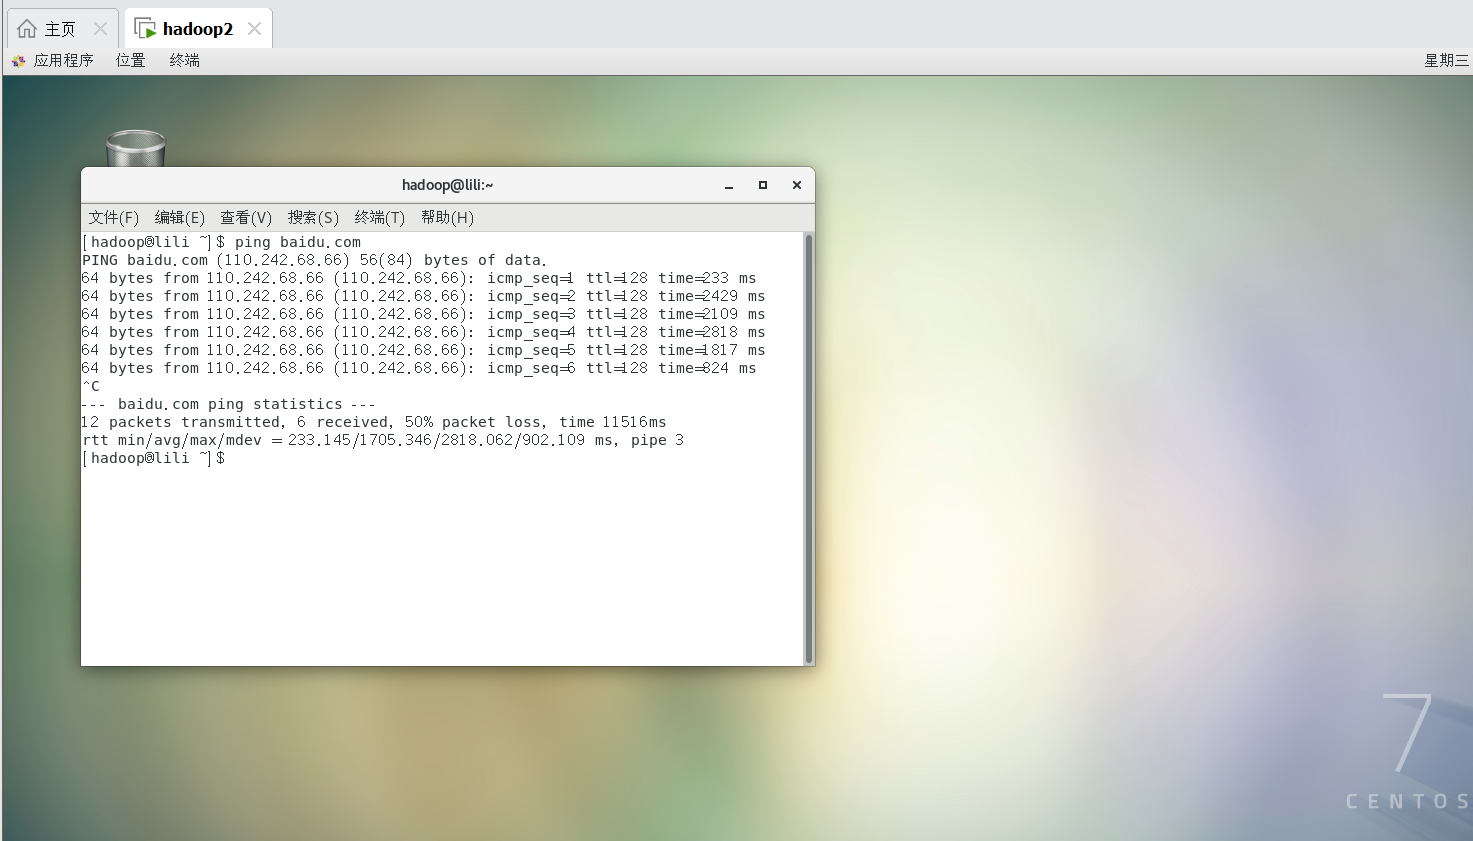 主页
hadoop2
应用程序 位置 终端 星期三
hadoop@lili:~
文件(F) 编辑(E) 查看(V) 搜索(S) 终端(T) 帮助(H)
[hadoop@lili ~]$ ping baidu.com
PING baidu.com (110.242.68.66) 56(84) bytes of data.
64 bytes from 110.242.68.66 (110.242.68.66): icmp_seq=1 ttl=128 time=233 ms
64 bytes from 110.242.68.66 (110.242.68.66): icmp_seq=2 ttl=128 time=2429 ms
64 bytes from 110.242.68.66 (110.242.68.66): icmp_seq=3 ttl=128 time=2109 ms
64 bytes from 110.242.68.66 (110.242.68.66): icmp_seq=4 ttl=128 time=2818 ms
64 bytes from 110.242.68.66 (110.242.68.66): icmp_seq=5 ttl=128 time=1817 ms
64 bytes from 110.242.68.66 (110.242.68.66): icmp_seq=6 ttl=128 time=824 ms
^C
--- baidu.com ping statistics ---
12 packets transmitted, 6 received, 50% packet loss, time 11516ms
rtt min/avg/max/mdev = 233.145/1705.346/2818.062/902.109 ms, pipe 3
[hadoop@lili ~]$
7
CENTOS